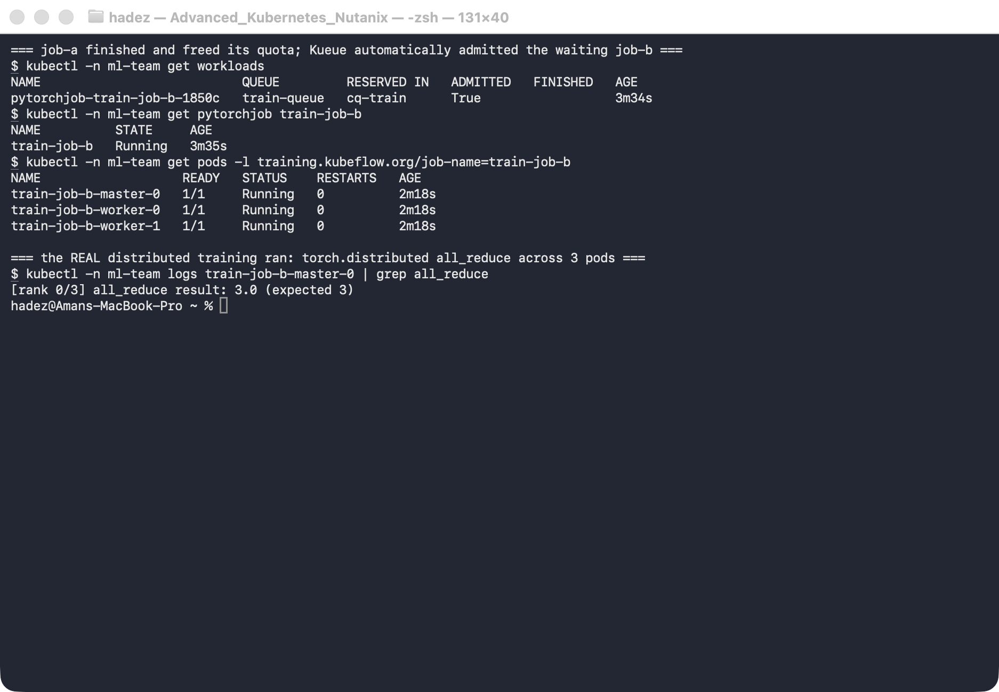 hadez — Advanced_Kubernetes_Nutanix — -zsh — 131×40
=== job-a finished and freed its quota; Kueue automatically admitted the waiting job-b ===
$ kubectl -n ml-team get workloads
NAME                           QUEUE         RESERVED IN   ADMITTED   FINISHED   AGE
pytorchjob-train-job-b-1850c   train-queue   cq-train      True                  3m34s
$ kubectl -n ml-team get pytorchjob train-job-b
NAME          STATE     AGE
train-job-b   Running   3m35s
$ kubectl -n ml-team get pods -l training.kubeflow.org/job-name=train-job-b
NAME                   READY   STATUS    RESTARTS   AGE
train-job-b-master-0   1/1     Running   0          2m18s
train-job-b-worker-0   1/1     Running   0          2m18s
train-job-b-worker-1   1/1     Running   0          2m18s
=== the REAL distributed training ran: torch.distributed all_reduce across 3 pods ===
$ kubectl -n ml-team logs train-job-b-master-0 | grep all_reduce
[rank 0/3] all_reduce result: 3.0 (expected 3)
hadez@Amans-MacBook-Pro ~ %